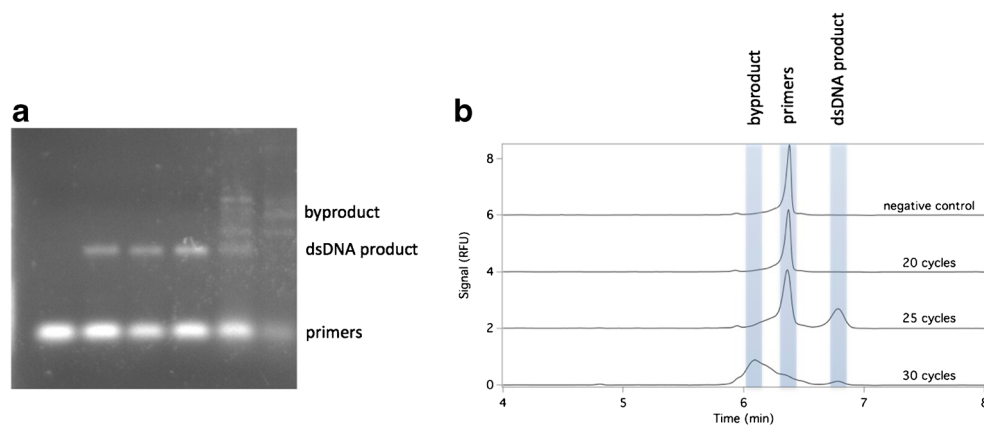 a
byproduct
dsDNA product
primers
b
byproduct
primers
dsDNA product
8
6
4
2
0
Signal (RFU)
negative control
20 cycles
25 cycles
30 cycles
4
5
6
7
8
Time (min)